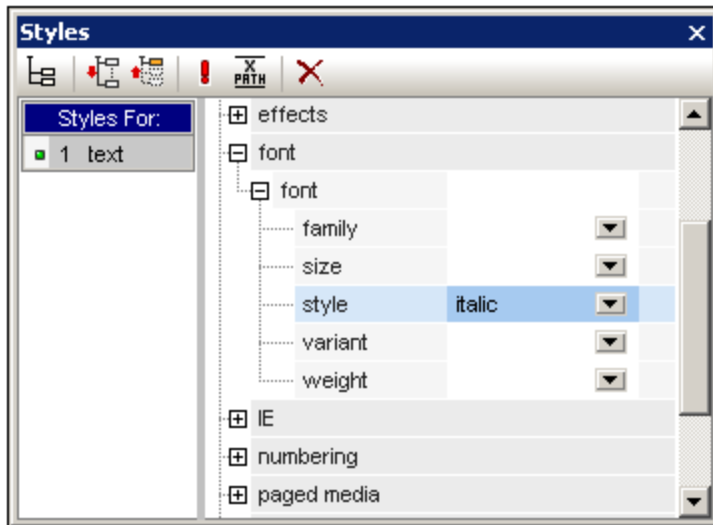 Styles
X
PATH
Styles For:
1 text
effects
font
font
family
size
style italic
variant
weight
IE
numbering
paged media